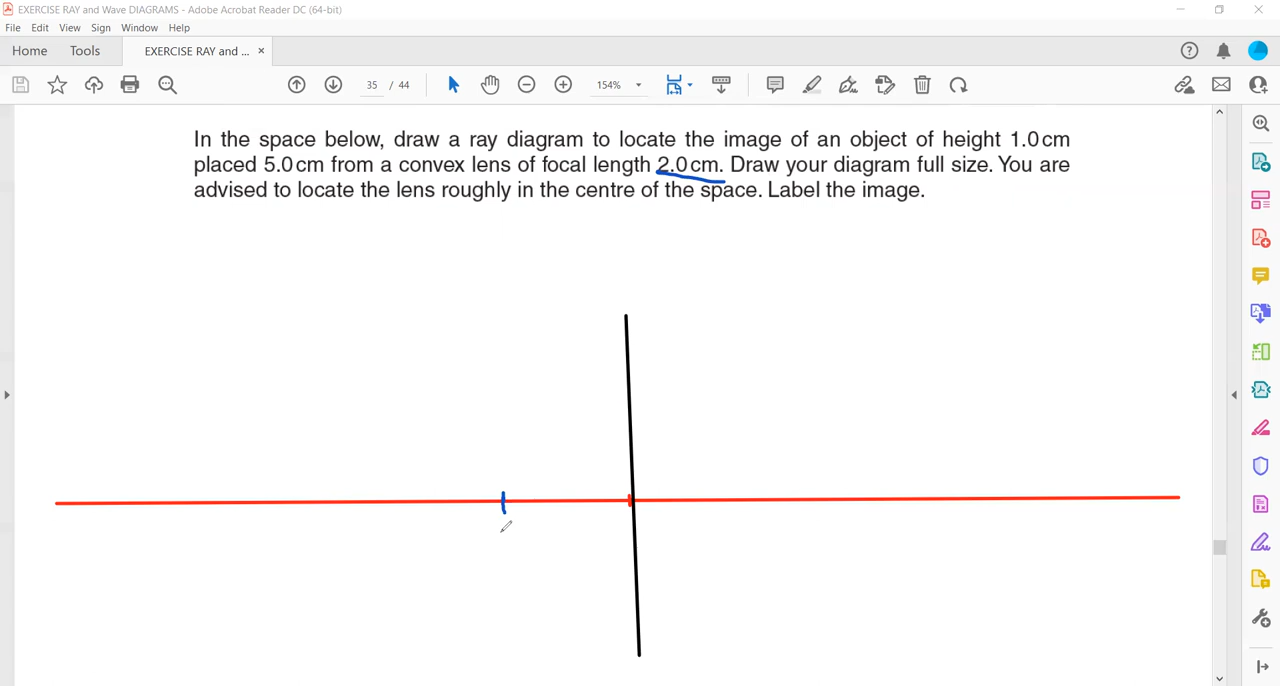 EXERCISE RAY and Wave DIAGRAMS - Adobe Acrobat Reader DC (64-bit)
File Edit View Sign Window Help
Home Tools EXERCISE RAY and ... ×
35 / 44 154%
In the space below, draw a ray diagram to locate the image of an object of height 1.0 cm
placed 5.0 cm from a convex lens of focal length 2.0 cm. Draw your diagram full size. You are
advised to locate the lens roughly in the centre of the space. Label the image.